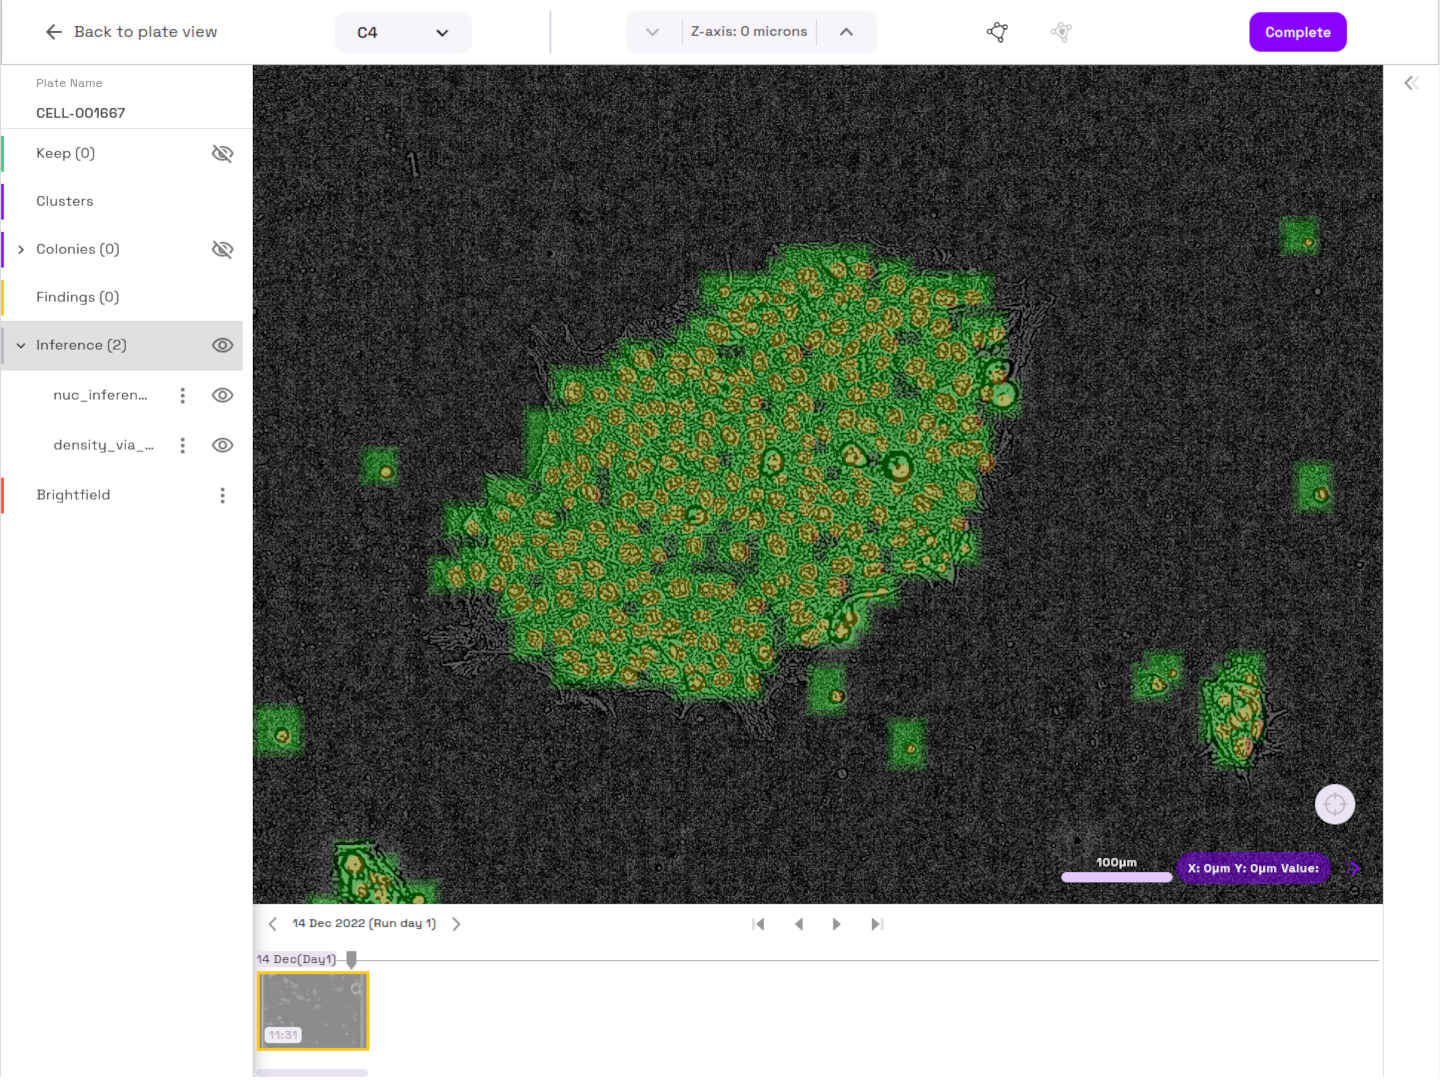 Back to plate view
C4
Z-axis: 0 microns
Complete
Plate Name
CELL-001667
Keep (0)
Clusters
Colonies (0)
Findings (0)
Inference (2)
nuc_inferen...
density_via_...
Brightfield
100μm
X: 0μm Y: 0μm Value:
14 Dec 2022 (Run day 1)
14 Dec(Day1)
11:31